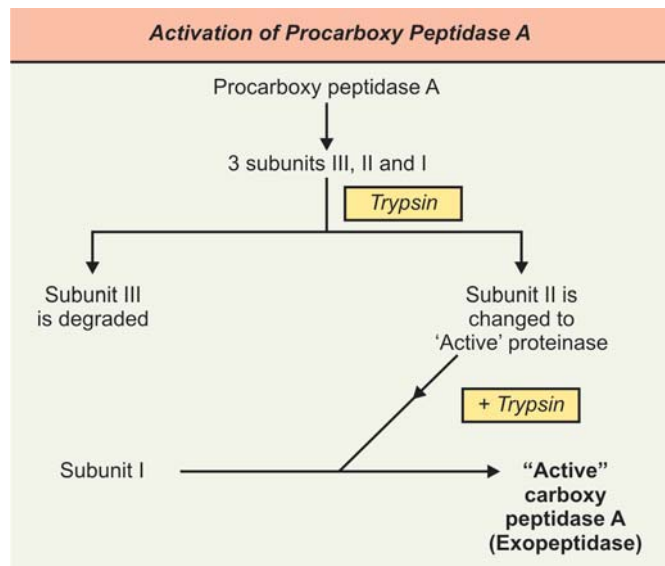 Activation of Procarboxy Peptidase A
Procarboxy peptidase A
3 subunits III, II and I
Trypsin
Subunit III
is degraded
Subunit II is
changed to
'Active' proteinase
+ Trypsin
Subunit I
“Active”
carboxy
peptidase A
(Exopeptidase)